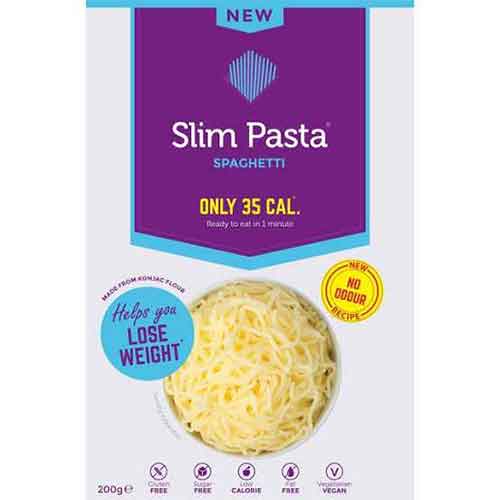 NEW
Slim Pasta®
SPAGHETTI
ONLY 35 CAL.*
Ready to eat in 1 minute
MADE FROM KONJAC FLOUR
Helps you
LOSE
WEIGHT*
NEW
NO
ODOUR
RECIPE
200g℮
Gluten
FREE
Sugar
FREE
Low
CALORIE
Fat
FREE
Vegetarian
VEGAN